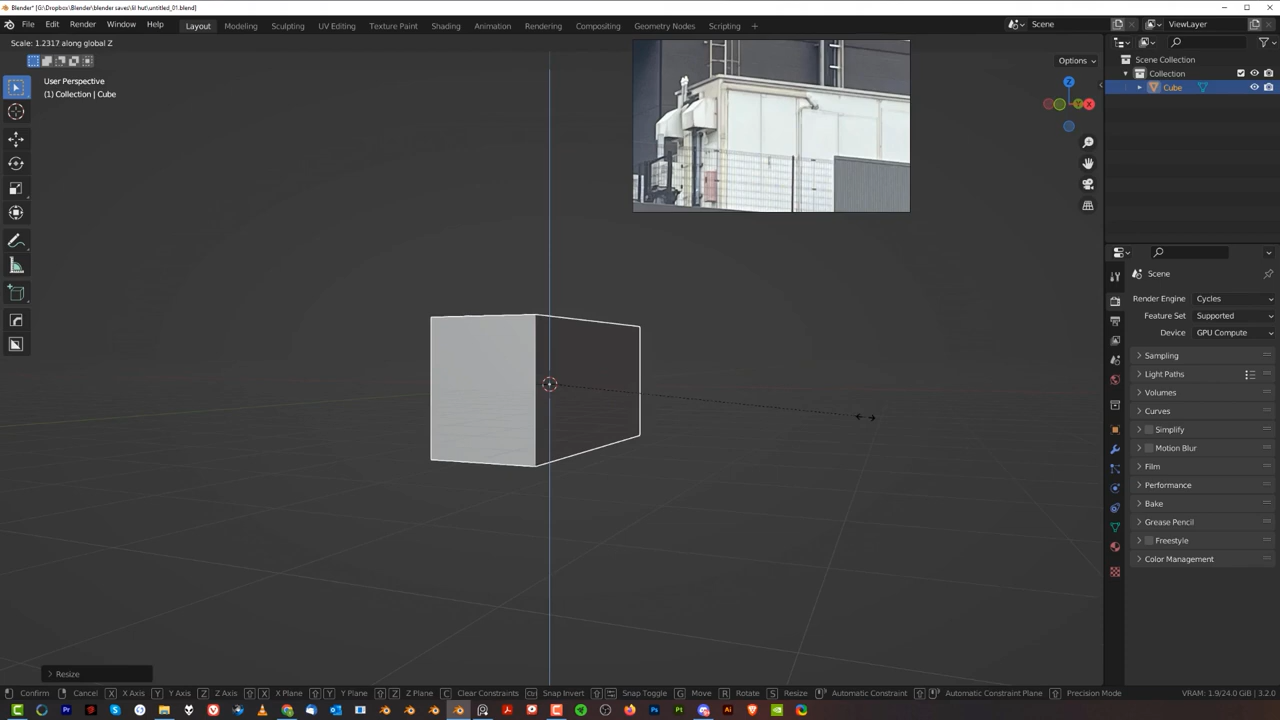 Blender* [G:\Dropbox\Blender\blender saves\lil hut\untitled_01.blend]
File Edit Render Window Help Layout Modeling Sculpting UV Editing Texture Paint Shading Animation Rendering Compositing Geometry Nodes Scripting + Scene ViewLayer
Scale: 1.2317 along global Z
Options
User Perspective
(1) Collection | Cube
Scene Collection
Collection
Cube
Z
Y
X
Scene
Render Engine Cycles
Feature Set Supported
Device GPU Compute
Sampling
Light Paths
Volumes
Curves
Simplify
Motion Blur
Film
Performance
Bake
Grease Pencil
Freestyle
Color Management
Resize
Confirm Cancel X X Axis Y Y Axis Z Z Axis X X Plane Y Y Plane Z Z Plane C Clear Constraints Ctrl Snap Invert Snap Toggle G Move R Rotate S Resize Automatic Constraint Automatic Constraint Plane Precision Mode VRAM: 1.9/24.0 GiB | 3.2.0